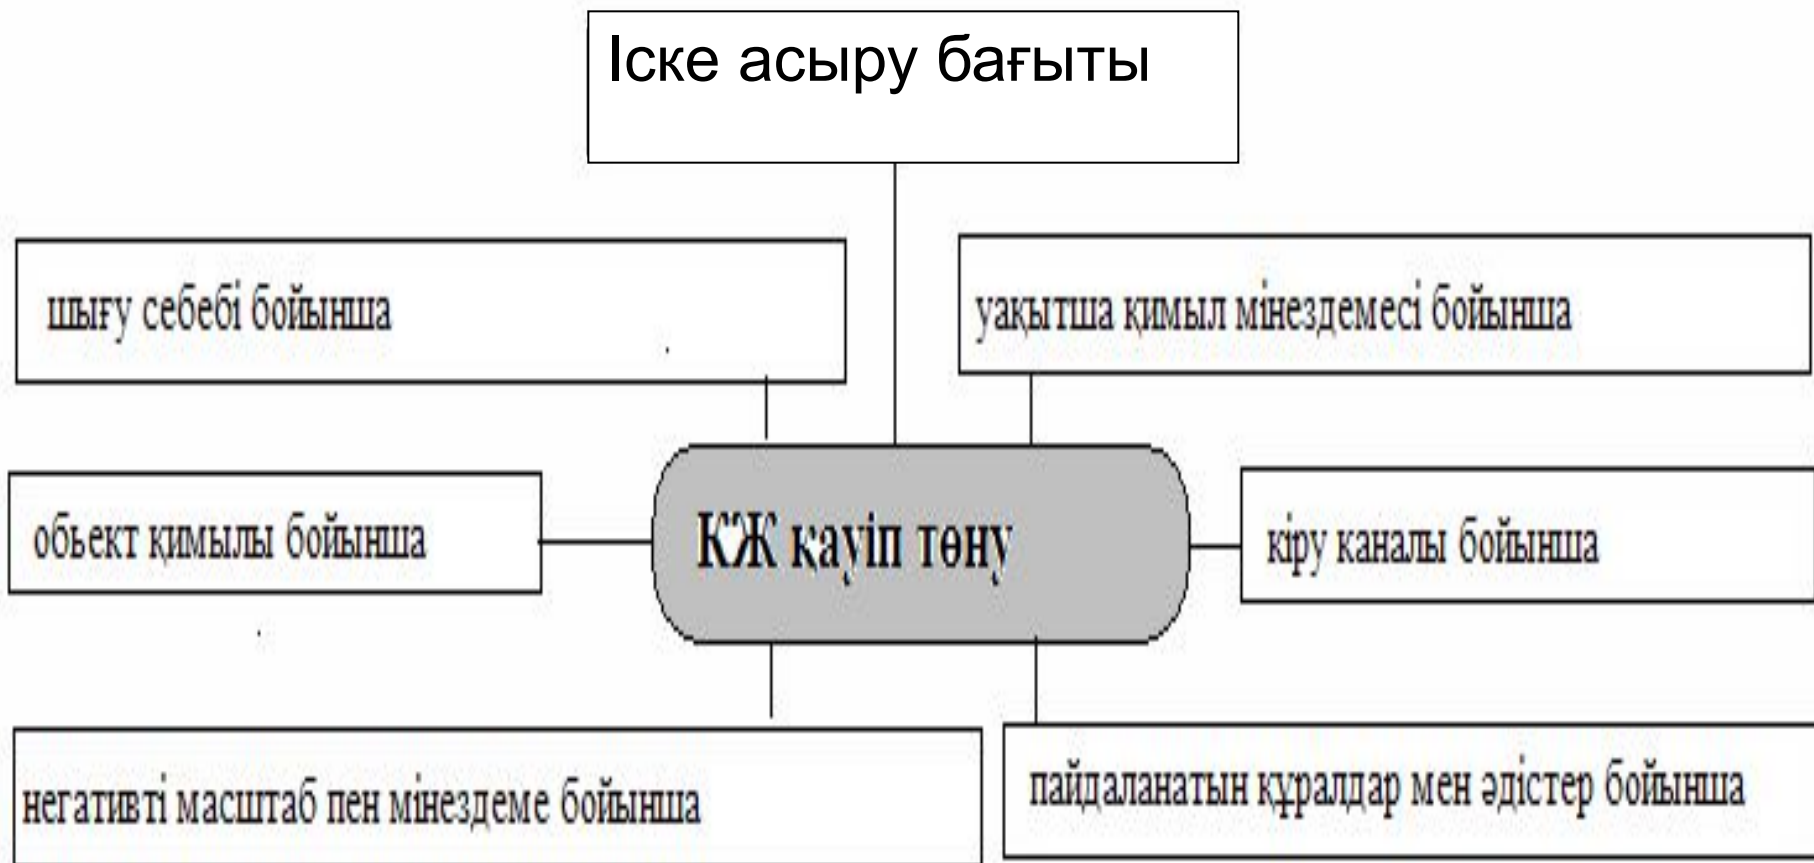 Іске асыру бағыты
шығу себебі бойынша
уақытша қимыл мінездемесі бойынша
обьект қимылы бойынша
КЖ қауіп төну
кіру каналы бойынша
негативті масштаб пен мінездеме бойынша
пайдаланатын құралдар мен әдістер бойынша